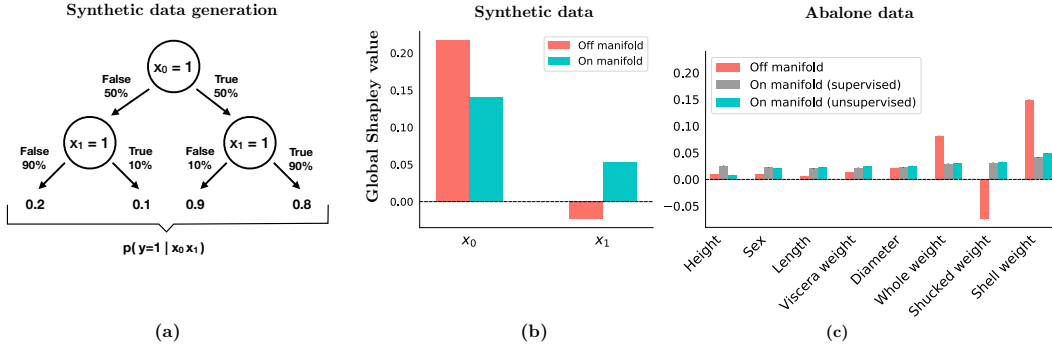 Synthetic data generation
x0 = 1
False
50%
True
50%
x1 = 1
x1 = 1
False
90%
True
10%
False
10%
True
90%
0.2
0.1
0.9
0.8
p( y=1 | x0 x1 )
(a)
Synthetic data
Global Shapley value
0.20
0.15
0.10
0.05
0.00
Off manifold
On manifold
x0
x1
(b)
Abalone data
0.20
0.15
0.10
0.05
0.00
−0.05
Off manifold
On manifold (supervised)
On manifold (unsupervised)
Height
Sex
Length
Viscera weight
Diameter
Whole weight
Shucked weight
Shell weight
(c)